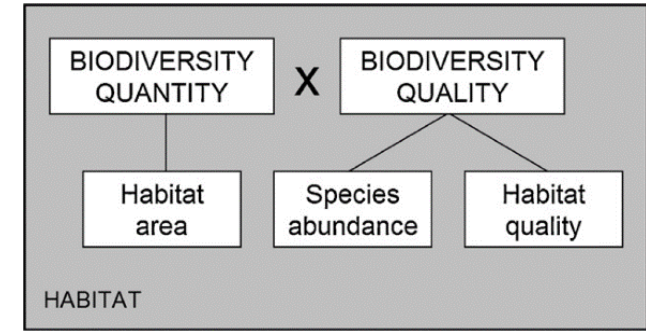 BIODIVERSITY
QUANTITY
X
BIODIVERSITY
QUALITY
Habitat
area
Species
abundance
Habitat
quality
HABITAT